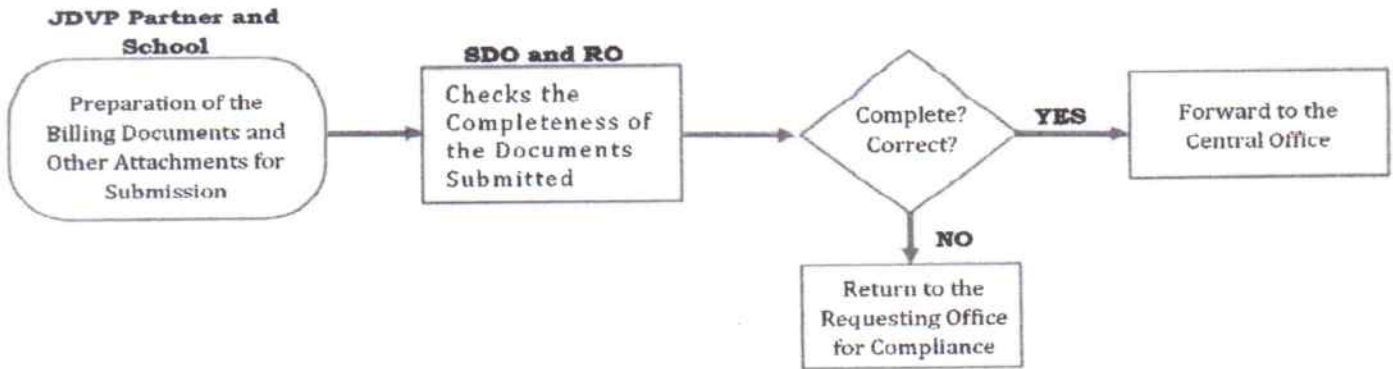 JDVP Partner and
School
Preparation of the
Billing Documents and
Other Attachments for
Submission
SDO and RO
Checks the
Completeness of
the Documents
Submitted
Complete?
Correct?
YES
Forward to the
Central Office
NO
Return to the
Requesting Office
for Compliance